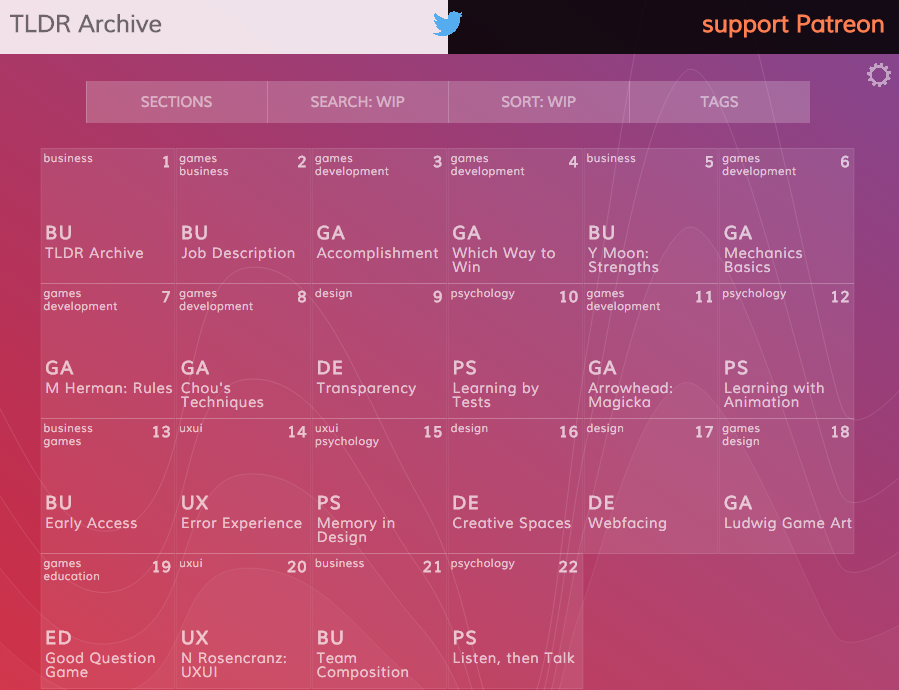 TLDR Archive
support Patreon
SECTIONS
SEARCH: WIP
SORT: WIP
TAGS
business
1
BU
TLDR Archive
games
business
2
BU
Job Description
games
development
3
GA
Accomplishment
games
development
4
GA
Which Way to
Win
business
5
BU
Y Moon:
Strengths
games
development
6
GA
Mechanics
Basics
games
development
7
GA
M Herman: Rules
games
development
8
GA
Chou's
Techniques
design
9
DE
Transparency
psychology
10
PS
Learning by
Tests
games
development
11
GA
Arrowhead:
Magicka
psychology
12
PS
Learning with
Animation
business
games
13
BU
Early Access
uxui
14
UX
Error Experience
uxui
psychology
15
PS
Memory in
Design
design
16
DE
Creative Spaces
design
17
DE
Webfacing
games
design
18
GA
Ludwig Game Art
games
education
19
ED
Good Question
Game
uxui
20
UX
N Rosencranz:
UXUI
business
21
BU
Team
Composition
psychology
22
PS
Listen, then Talk